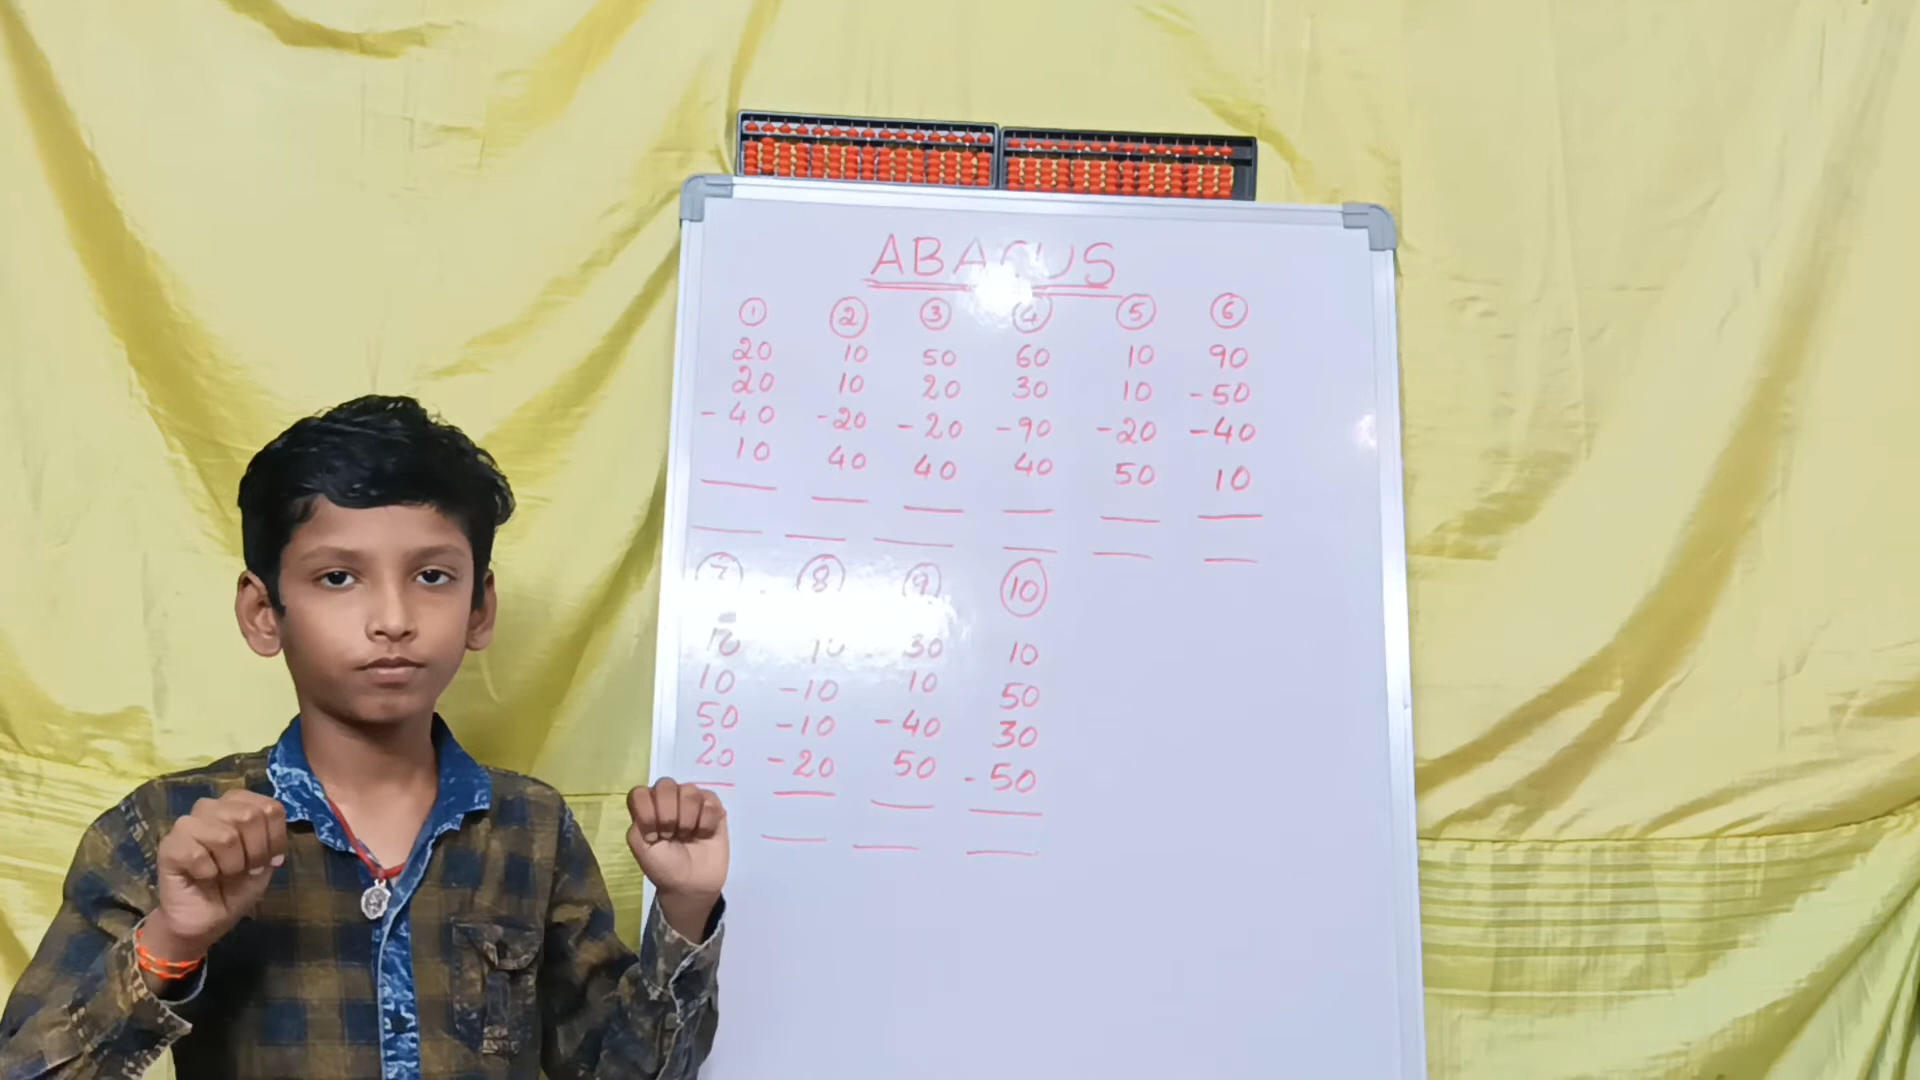 ABACUS
① ② ③ ④ ⑤ ⑥
20 10 50 60 10 90
20 10 20 30 10 -50
-40 -20 -20 -90 -20 -40
10 40 40 40 50 10
⑦ ⑧ ⑨ ⑩
10 30 10
10 -10 10 50
50 -10 -40 30
20 -20 50 -50